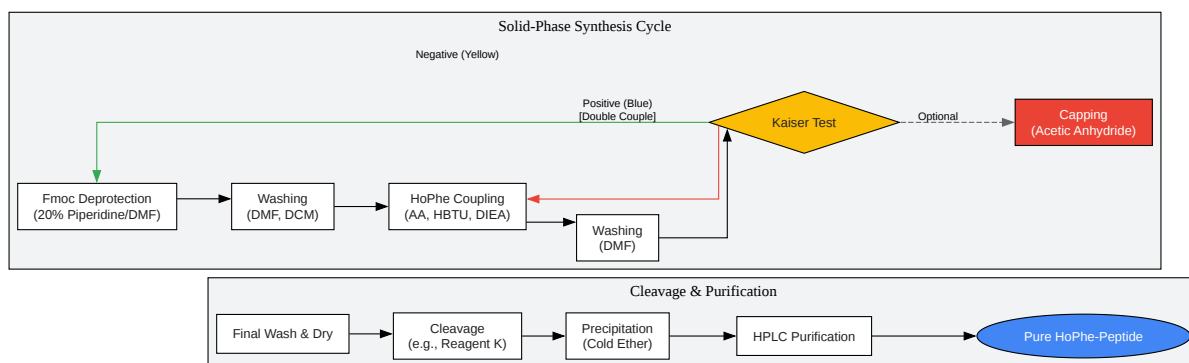 Solid-Phase Synthesis Cycle
Negative (Yellow)
Positive (Blue)
[Double Couple]
Kaiser Test
Optional
Capping
(Acetic Anhydride)
Fmoc Deprotection
(20% Piperidine/DMF)
Washing
(DMF, DCM)
HoPhe Coupling
(AA, HBTU, DIEA)
Washing
(DMF)
Cleavage & Purification
Final Wash & Dry
Cleavage
(e.g., Reagent K)
Precipitation
(Cold Ether)
HPLC Purification
Pure HoPhe-Peptide